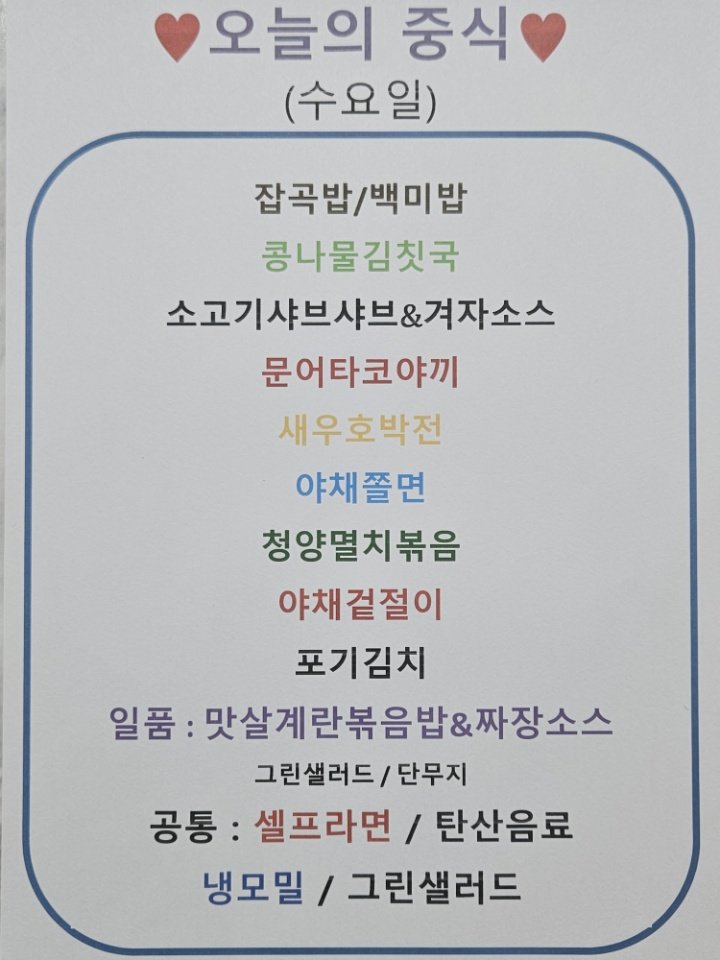 ♥오늘의 중식♥
(수요일)
잡곡밥/백미밥
콩나물김칫국
소고기샤브샤브&겨자소스
문어타코야끼
새우호박전
야채쫄면
청양멸치볶음
야채겉절이
포기김치
일품 : 맛살계란볶음밥&짜장소스
그린샐러드 / 단무지
공통 : 셀프라면 / 탄산음료
냉모밀 / 그린샐러드